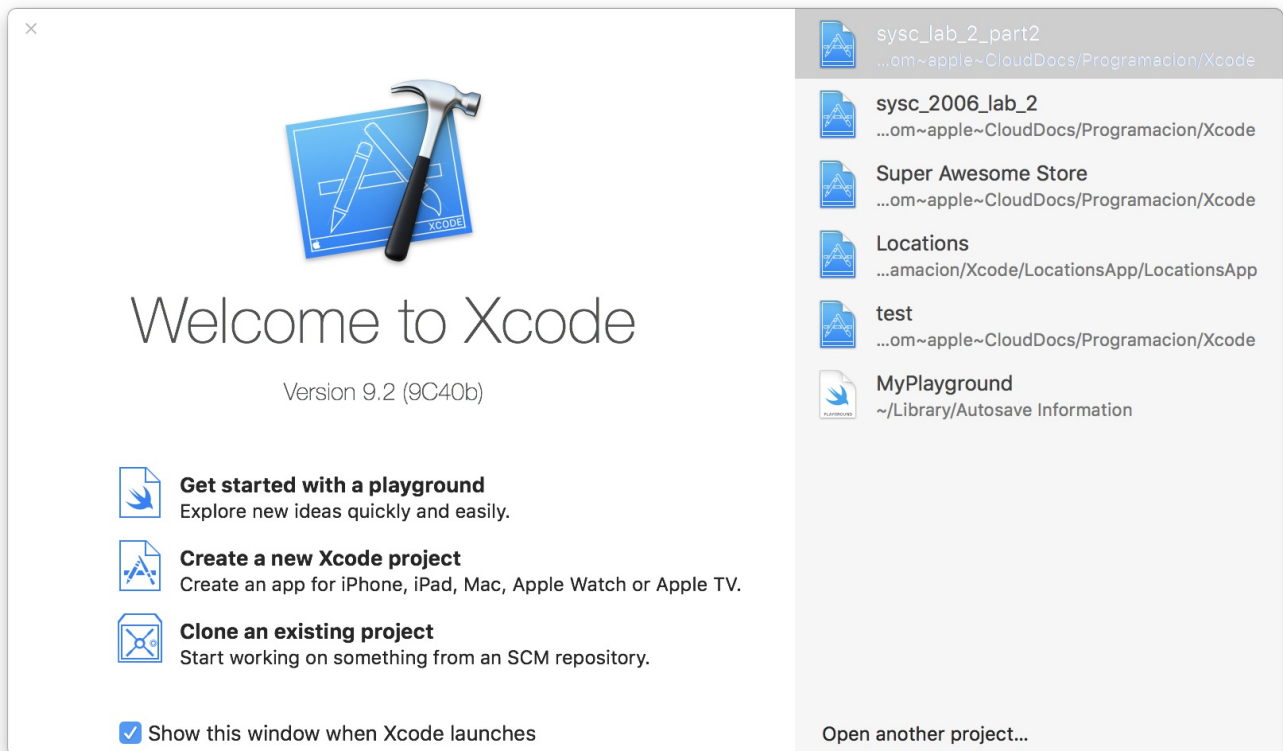 XCODE
Welcome to Xcode
Version 9.2 (9C40b)
Get started with a playground
Explore new ideas quickly and easily.
Create a new Xcode project
Create an app for iPhone, iPad, Mac, Apple Watch or Apple TV.
Clone an existing project
Start working on something from an SCM repository.
Show this window when Xcode launches
sysc_lab_2_part2
...om~apple~CloudDocs/Programacion/Xcode
sysc_2006_lab_2
...om~apple~CloudDocs/Programacion/Xcode
Super Awesome Store
...om~apple~CloudDocs/Programacion/Xcode
Locations
...amacion/Xcode/LocationsApp/LocationsApp
test
...om~apple~CloudDocs/Programacion/Xcode
PLAYGROUND
MyPlayground
~/Library/Autosave Information
Open another project...